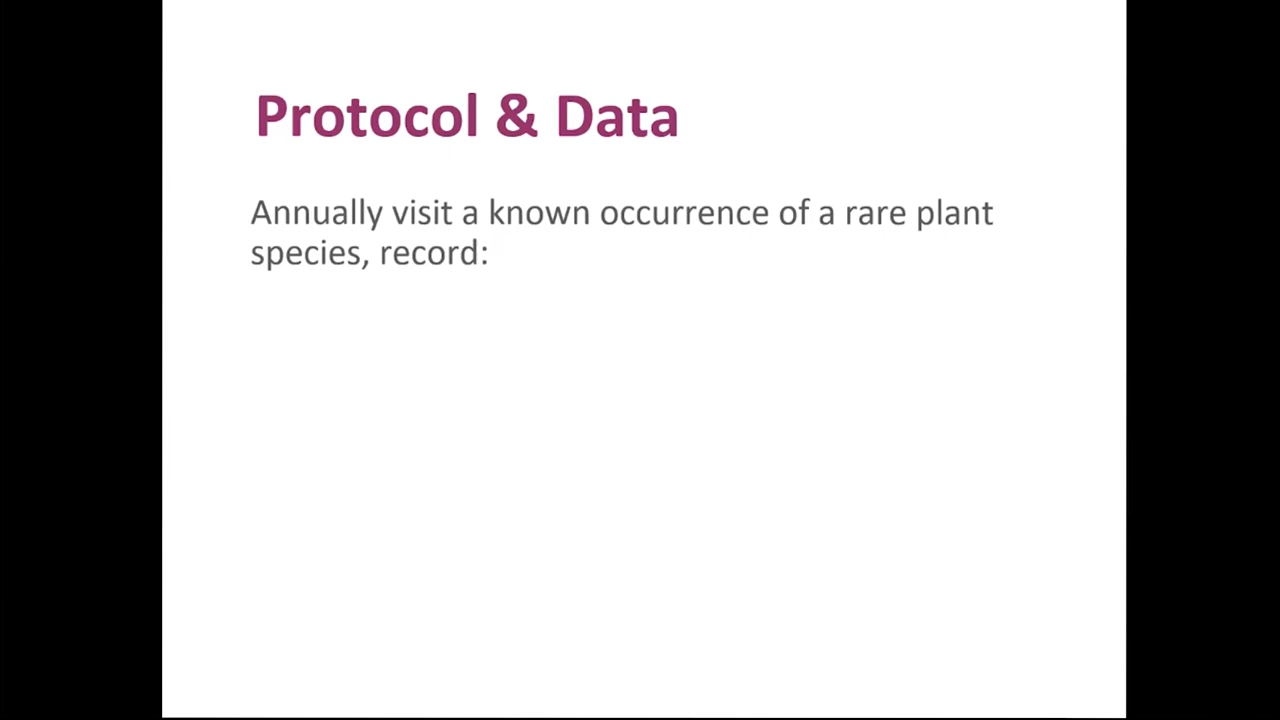 Protocol & Data
Annually visit a known occurrence of a rare plant
species, record: